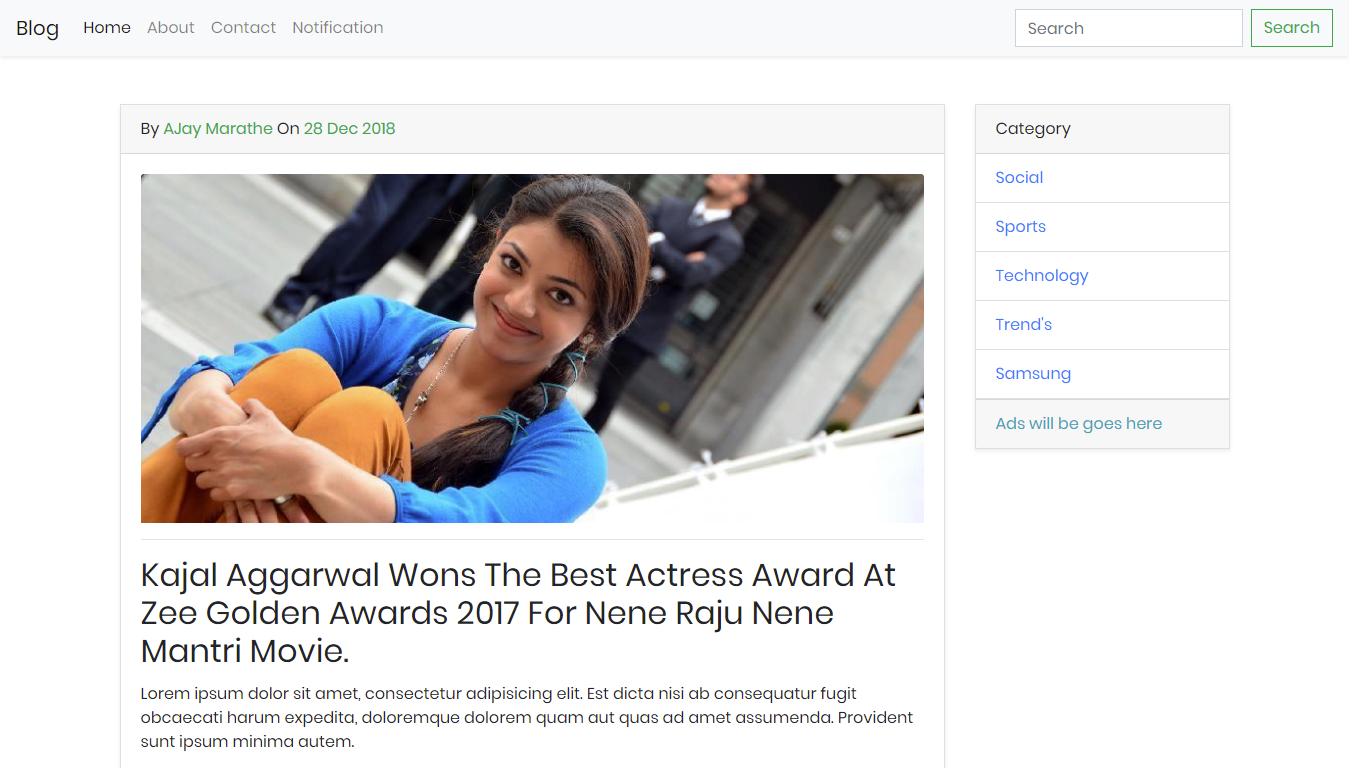 Blog Home About Contact Notification Search Search
By AJay Marathe On 28 Dec 2018
Kajal Aggarwal Wons The Best Actress Award At
Zee Golden Awards 2017 For Nene Raju Nene
Mantri Movie.
Lorem ipsum dolor sit amet, consectetur adipisicing elit. Est dicta nisi ab consequatur fugit
obcaecati harum expedita, doloremque dolorem quam aut quas ad amet assumenda. Provident
sunt ipsum minima autem.
Category
Social
Sports
Technology
Trend's
Samsung
Ads will be goes here